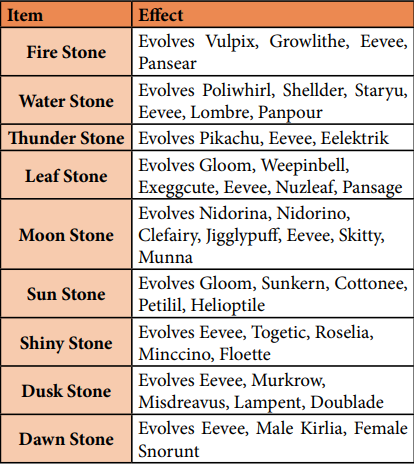 Item Effect
Fire Stone
Evolves Vulpix, Growlithe, Eevee,
Pansear
Water Stone
Evolves Poliwhirl, Shellder, Staryu,
Eevee, Lombre, Panpour
Thunder Stone Evolves Pikachu, Eevee, Eelektrik
Leaf Stone
Evolves Gloom, Weepinbell,
Exeggcute, Eevee, Nuzleaf, Pansage
Moon Stone
Evolves Nidorina, Nidorino,
Clefairy, Jigglypuff, Eevee, Skitty,
Munna
Sun Stone
Evolves Gloom, Sunkern, Cottonee,
Petilil, Helioptile
Shiny Stone
Evolves Eevee, Togetic, Roselia,
Minccino, Floette
Dusk Stone
Evolves Eevee, Murkrow,
Misdreavus, Lampent, Doublade
Dawn Stone
Evolves Eevee, Male Kirlia, Female
Snorunt